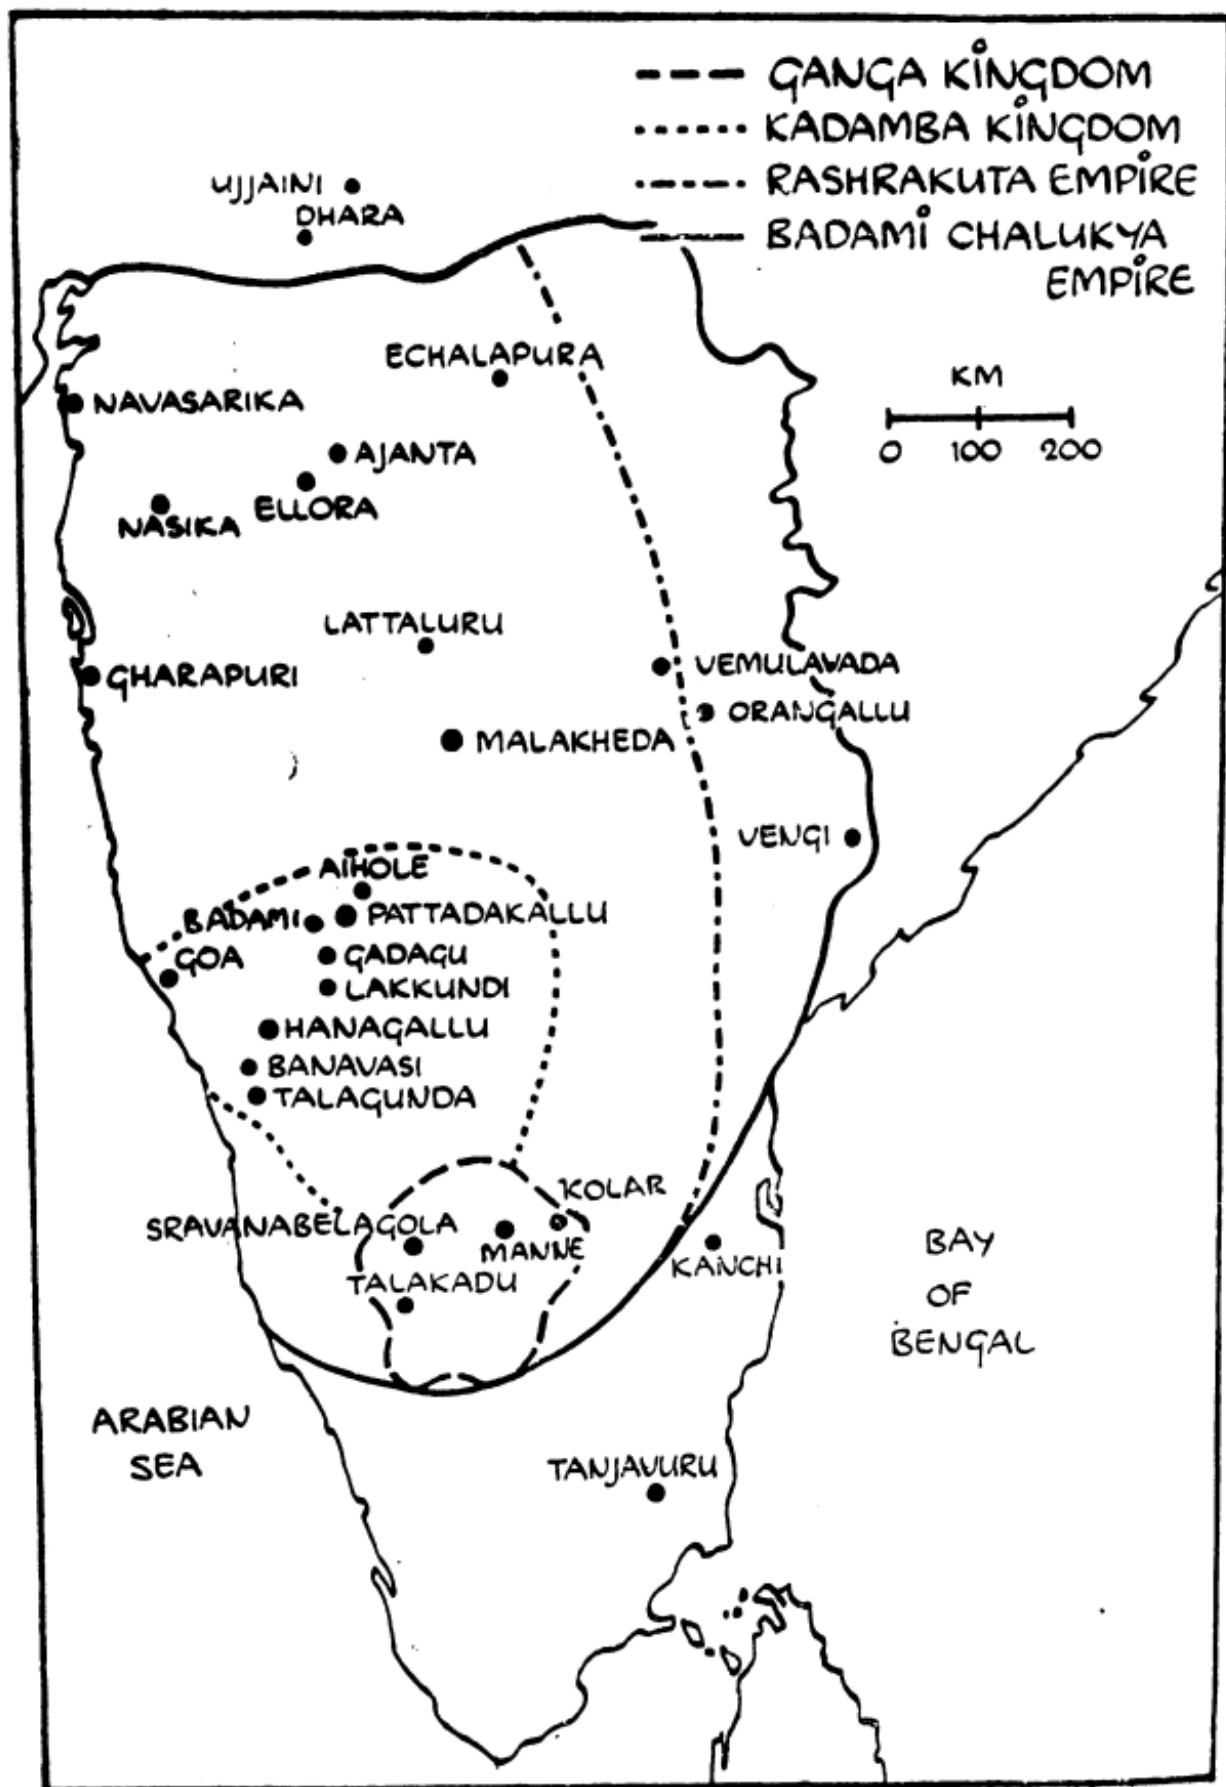 GANGA KINGDOM
KADAMBA KINGDOM
RASHRAKUTA EMPIRE
BADAMI CHALUKYA
EMPIRE
UJJAINI
DHARA
ECHALAPURA
KM
0 100 200
NAVASARIKA
AJANTA
ELLORA
NASIKA
LATTALURU
VEMULAVADA
GHARAPURI
ORANGALLU
MALAKHEDA
VENGI
AIHOLE
BADAMI
PATTADAKALLU
GOA
GADAGU
LAKKUNDI
HANAGALLU
BANAVASI
TALAGUNDA
KOLAR
SRAVANABELAGOLA
MANNE
KANCHI
TALAKADU
BAY
OF
BENGAL
ARABIAN
SEA
TANJAVURU